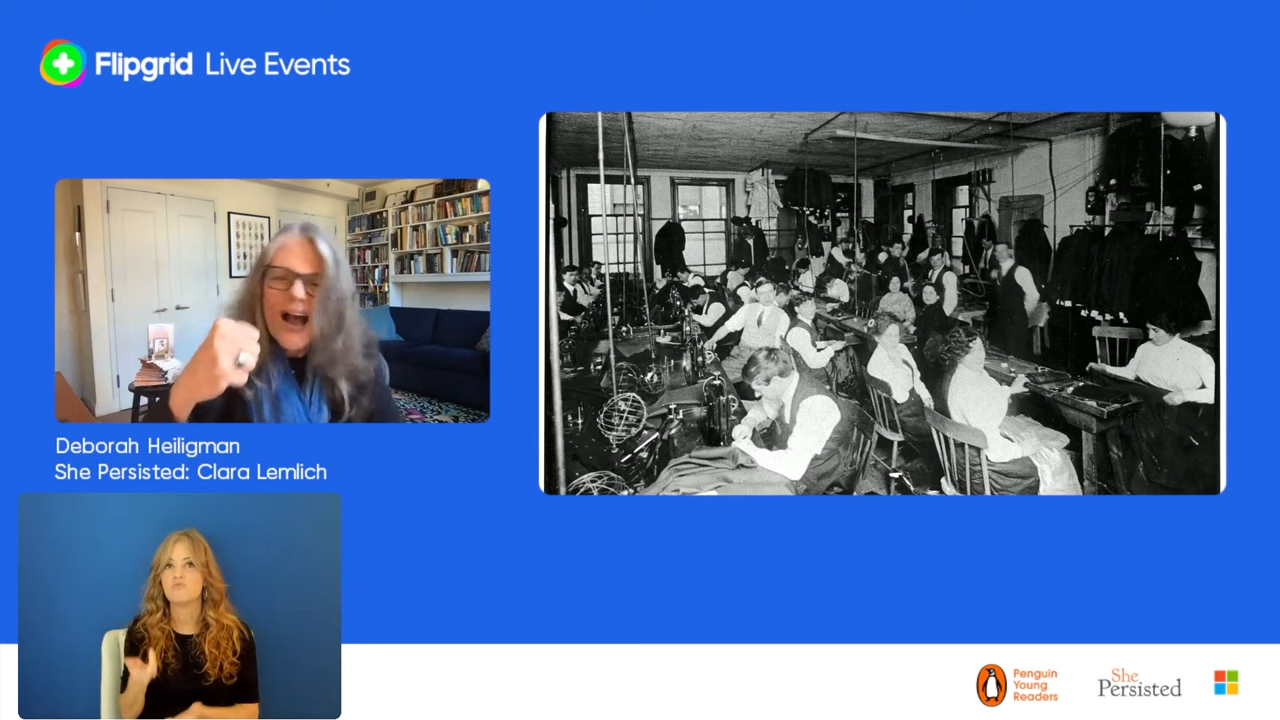 Flipgrid Live Events
Deborah Heiligman
She Persisted: Clara Lemlich
Penguin
Young
Readers
She
Persisted